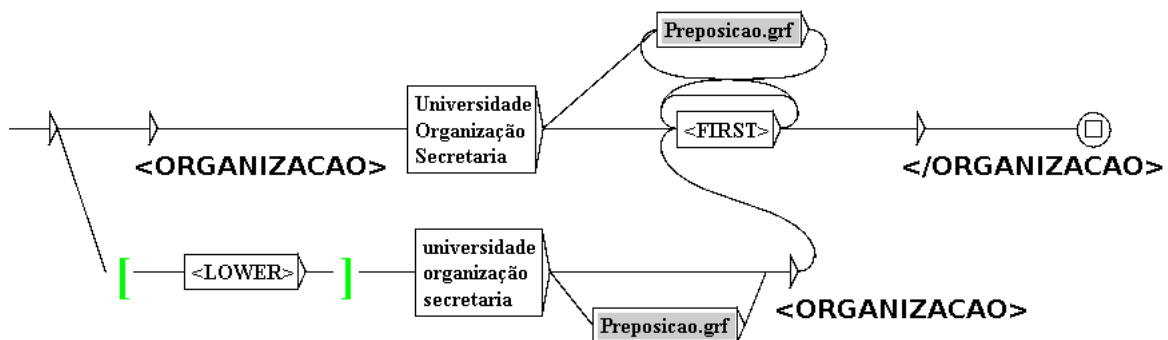 Preposicao.grf
Universidade
Organização
Secretaria
<FIRST>
<ORGANIZACAO>
</ORGANIZACAO>
[
<LOWER>
]
universidade
organização
secretaria
Preposicao.grf
<ORGANIZACAO>